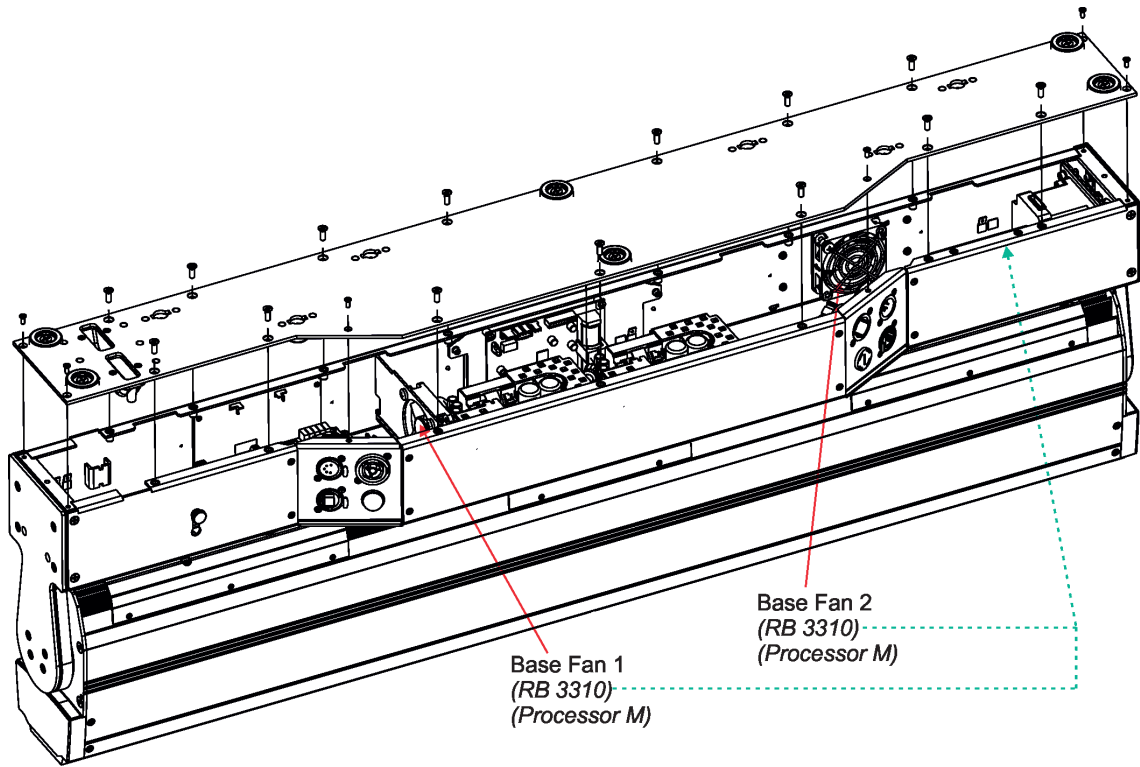 Base Fan 2
(RB 3310)
(Processor M)
Base Fan 1
(RB 3310)
(Processor M)